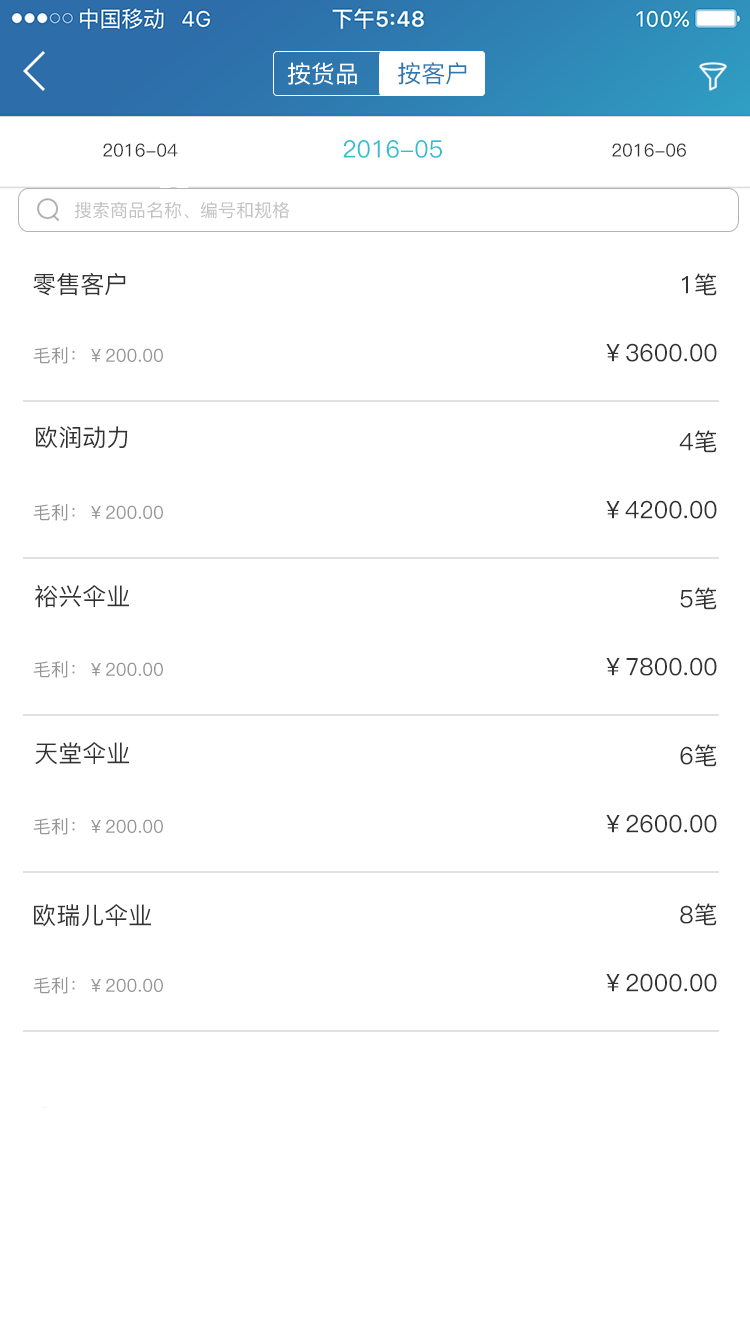 中国移动 4G 下午5:48 100%
按货品 按客户
2016-04 2016-05 2016-06
搜索商品名称、编号和规格
零售客户 1笔
毛利：￥200.00 ￥3600.00
欧润动力 4笔
毛利：￥200.00 ￥4200.00
裕兴伞业 5笔
毛利：￥200.00 ￥7800.00
天堂伞业 6笔
毛利：￥200.00 ￥2600.00
欧瑞儿伞业 8笔
毛利：￥200.00 ￥2000.00